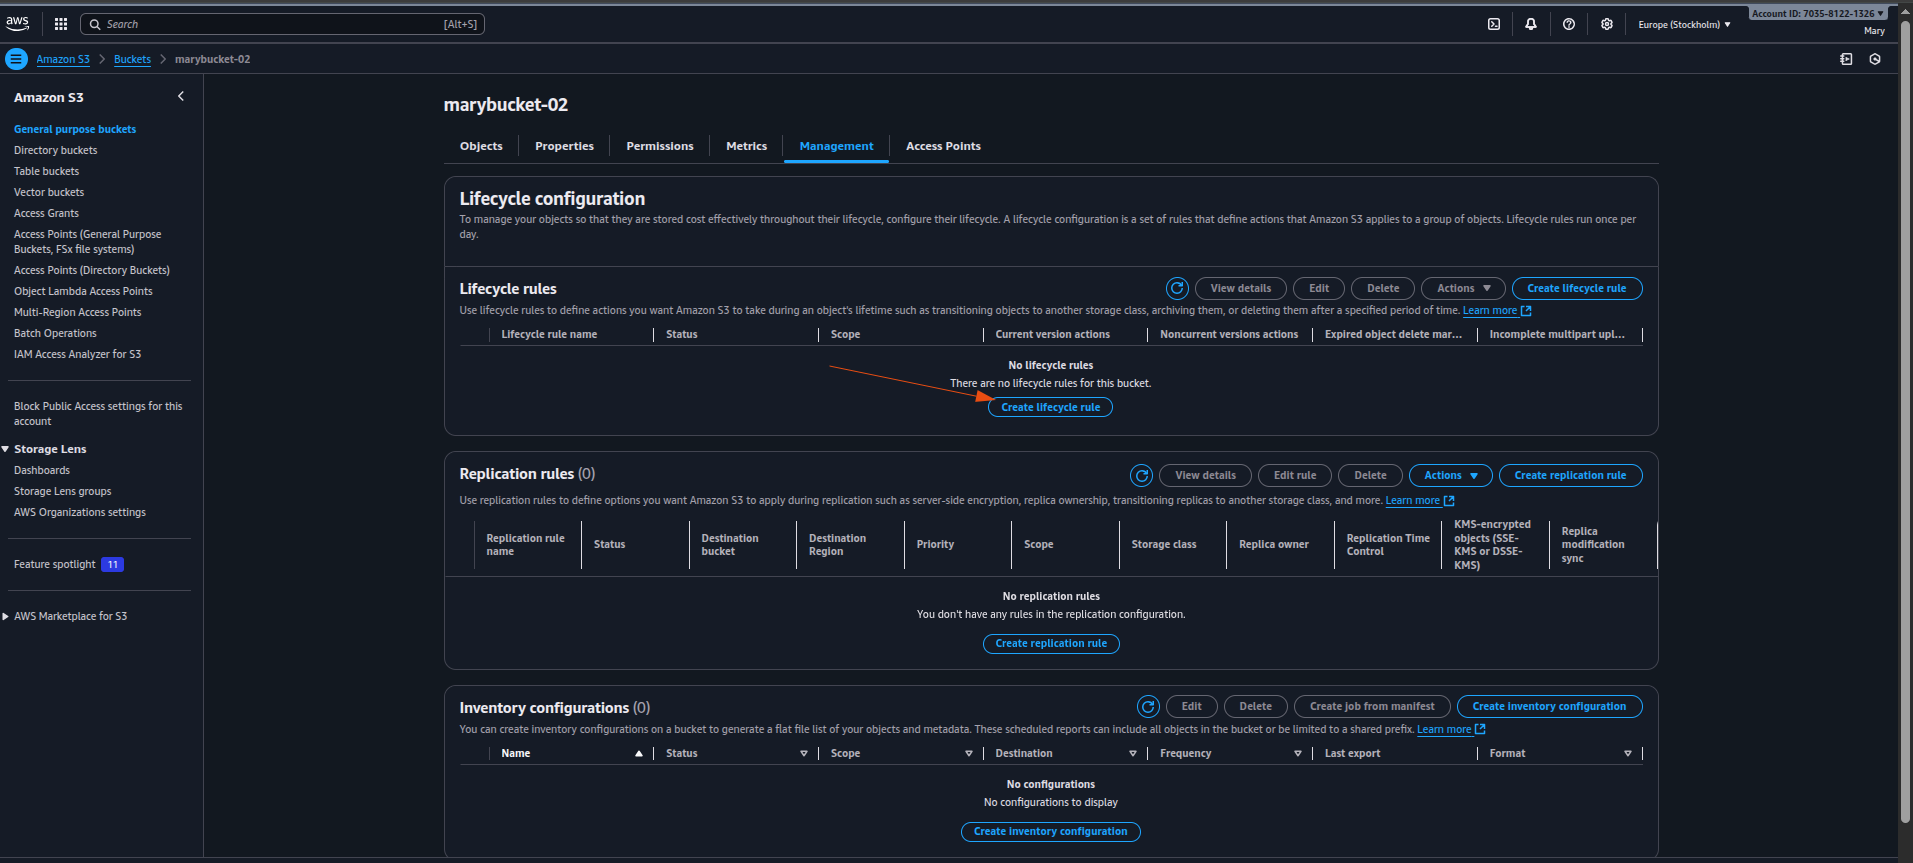 aws
Search
[Alt+S]
Europe (Stockholm)
Account ID: 7035-8122-1326
Mary
Amazon S3
Buckets
marybucket-02
Amazon S3
General purpose buckets
Directory buckets
Table buckets
Vector buckets
Access Grants
Access Points (General Purpose
Buckets, FSx file systems)
Access Points (Directory Buckets)
Object Lambda Access Points
Multi-Region Access Points
Batch Operations
IAM Access Analyzer for S3
Block Public Access settings for this
account
Storage Lens
Dashboards
Storage Lens groups
AWS Organizations settings
Feature spotlight 11
AWS Marketplace for S3
marybucket-02
Objects
Properties
Permissions
Metrics
Management
Access Points
Lifecycle configuration
To manage your objects so that they are stored cost effectively throughout their lifecycle, configure their lifecycle. A lifecycle configuration is a set of rules that define actions that Amazon S3 applies to a group of objects. Lifecycle rules run once per
day.
Lifecycle rules
View details
Edit
Delete
Actions
Create lifecycle rule
Use lifecycle rules to define actions you want Amazon S3 to take during an object's lifetime such as transitioning objects to another storage class, archiving them, or deleting them after a specified period of time. Learn more
Lifecycle rule name
Status
Scope
Current version actions
Noncurrent versions actions
Expired object delete mar...
Incomplete multipart upl...
No lifecycle rules
There are no lifecycle rules for this bucket.
Create lifecycle rule
Replication rules (0)
View details
Edit rule
Delete
Actions
Create replication rule
Use replication rules to define options you want Amazon S3 to apply during replication such as server-side encryption, replica ownership, transitioning replicas to another storage class, and more. Learn more
Replication rule
name
Status
Destination
bucket
Destination
Region
Priority
Scope
Storage class
Replica owner
Replication Time
Control
KMS-encrypted
objects (SSE-
KMS or DSSE-
KMS)
Replica
modification
sync
No replication rules
You don't have any rules in the replication configuration.
Create replication rule
Inventory configurations (0)
Edit
Delete
Create job from manifest
Create inventory configuration
You can create inventory configurations on a bucket to generate a flat file list of your objects and metadata. These scheduled reports can include all objects in the bucket or be limited to a shared prefix. Learn more
Name
Status
Scope
Destination
Frequency
Last export
Format
No configurations
No configurations to display
Create inventory configuration